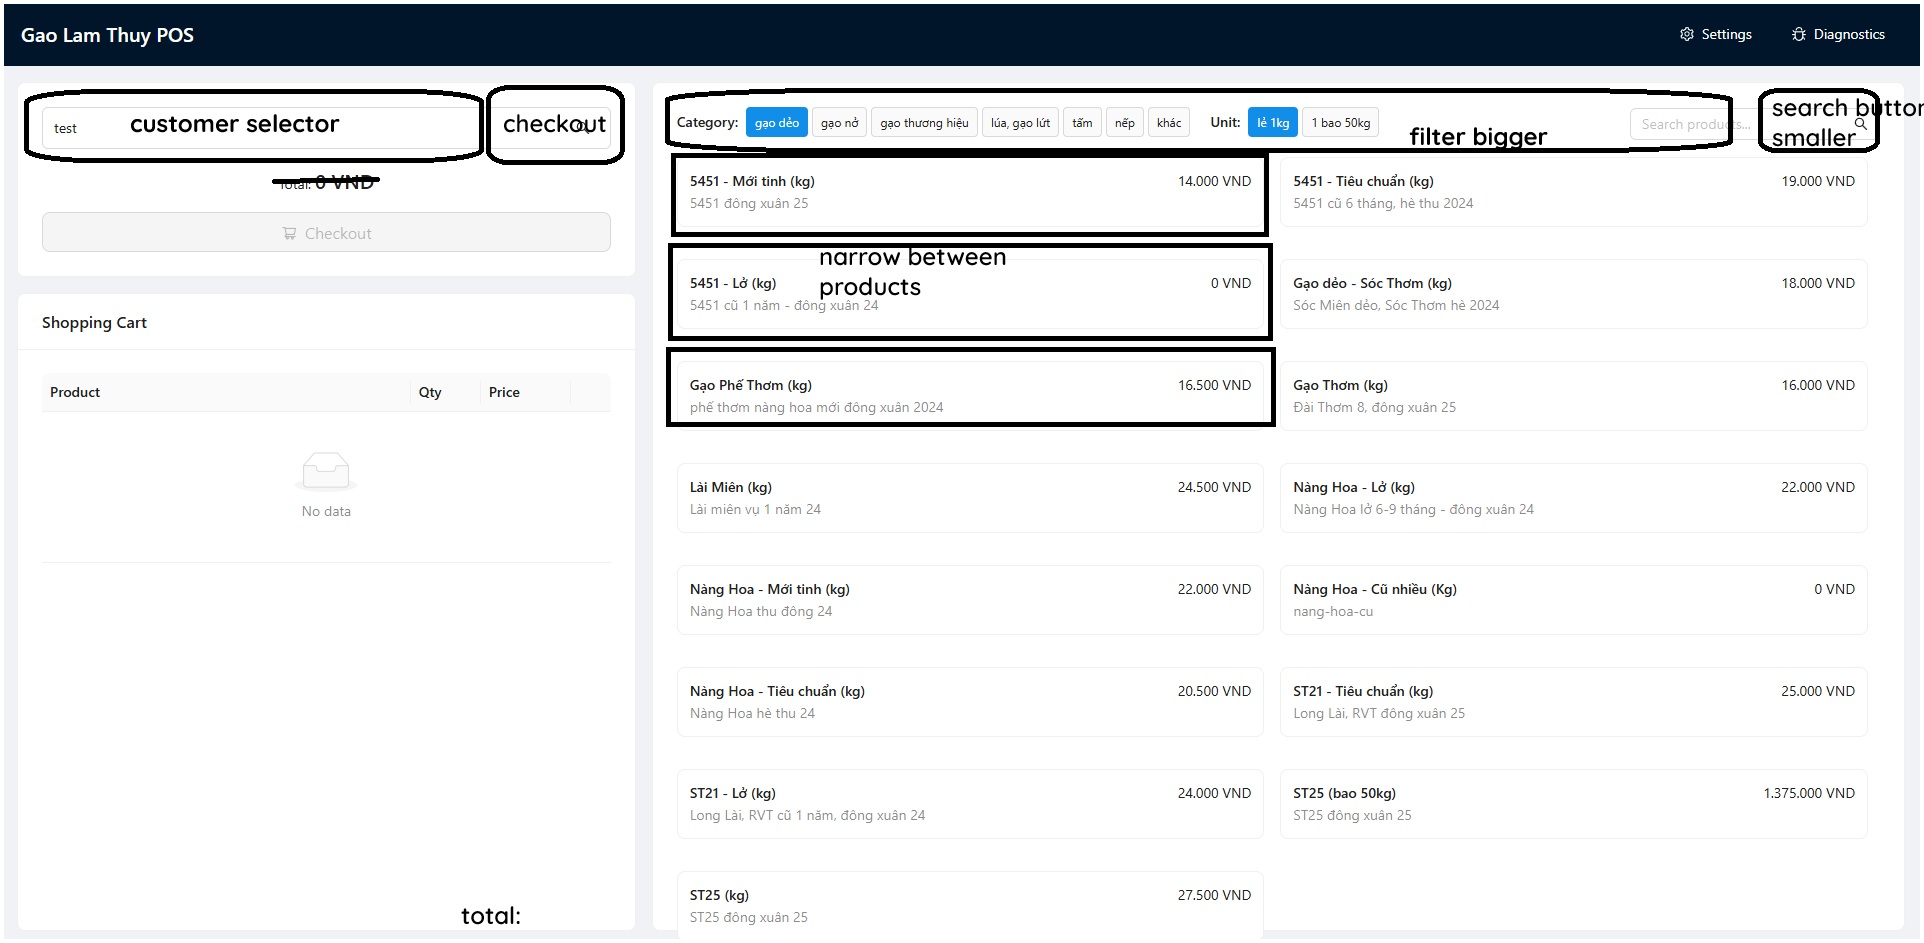 Gao Lam Thuy POS
Settings
Diagnostics
test
customer selector
checkout
Total: 0 VND
Checkout
Shopping Cart
Product Qty Price
No data
total:
Category: gạo dẻo gạo nở gạo thương hiệu lúa, gạo lứt tấm nếp khác Unit: lẻ 1kg 1 bao 50kg
filter bigger
Search products...
search button
smaller
5451 - Mới tinh (kg) 14.000 VND
5451 đông xuân 25
5451 - Tiêu chuẩn (kg) 19.000 VND
5451 cũ 6 tháng, hè thu 2024
narrow between
products
5451 - Lở (kg) 0 VND
5451 cũ 1 năm - đông xuân 24
Gạo dẻo - Sóc Thơm (kg) 18.000 VND
Sóc Miên dẻo, Sóc Thơm hè 2024
Gạo Phế Thơm (kg) 16.500 VND
phế thơm nàng hoa mới đông xuân 2024
Gạo Thơm (kg) 16.000 VND
Đài Thơm 8, đông xuân 25
Lài Miên (kg) 24.500 VND
Lài miên vụ 1 năm 24
Nàng Hoa - Lở (kg) 22.000 VND
Nàng Hoa lở 6-9 tháng - đông xuân 24
Nàng Hoa - Mới tinh (kg) 22.000 VND
Nàng Hoa thu đông 24
Nàng Hoa - Cũ nhiều (Kg) 0 VND
nang-hoa-cu
Nàng Hoa - Tiêu chuẩn (kg) 20.500 VND
Nàng Hoa hè thu 24
ST21 - Tiêu chuẩn (kg) 25.000 VND
Long Lài, RVT đông xuân 25
ST21 - Lở (kg) 24.000 VND
Long Lài, RVT cũ 1 năm, đông xuân 24
ST25 (bao 50kg) 1.375.000 VND
ST25 đông xuân 25
ST25 (kg) 27.500 VND
ST25 đông xuân 25